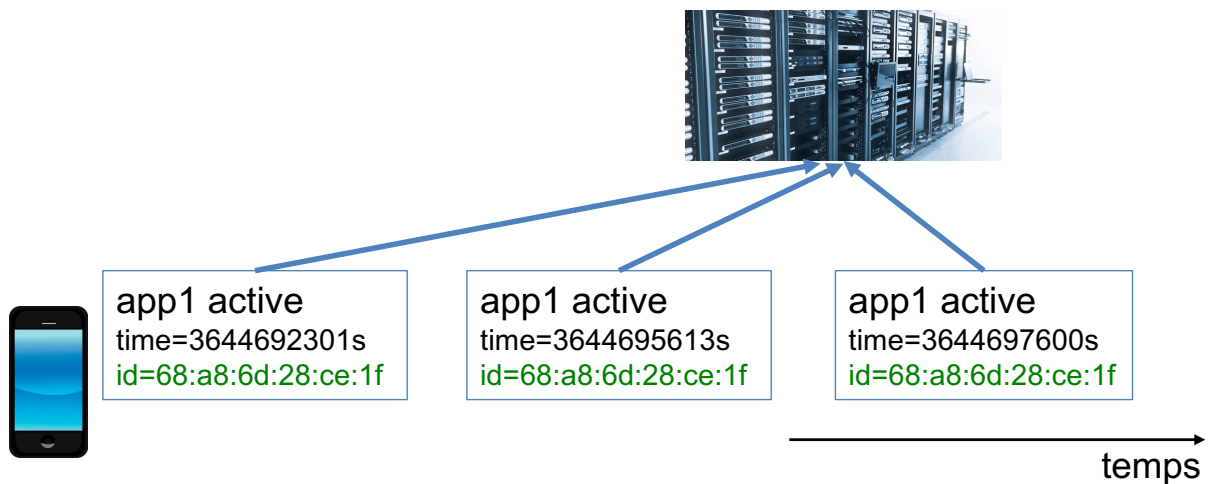 app1 active
time=3644692301s
id=68:a8:6d:28:ce:1f
app1 active
time=3644695613s
id=68:a8:6d:28:ce:1f
app1 active
time=3644697600s
id=68:a8:6d:28:ce:1f
temps